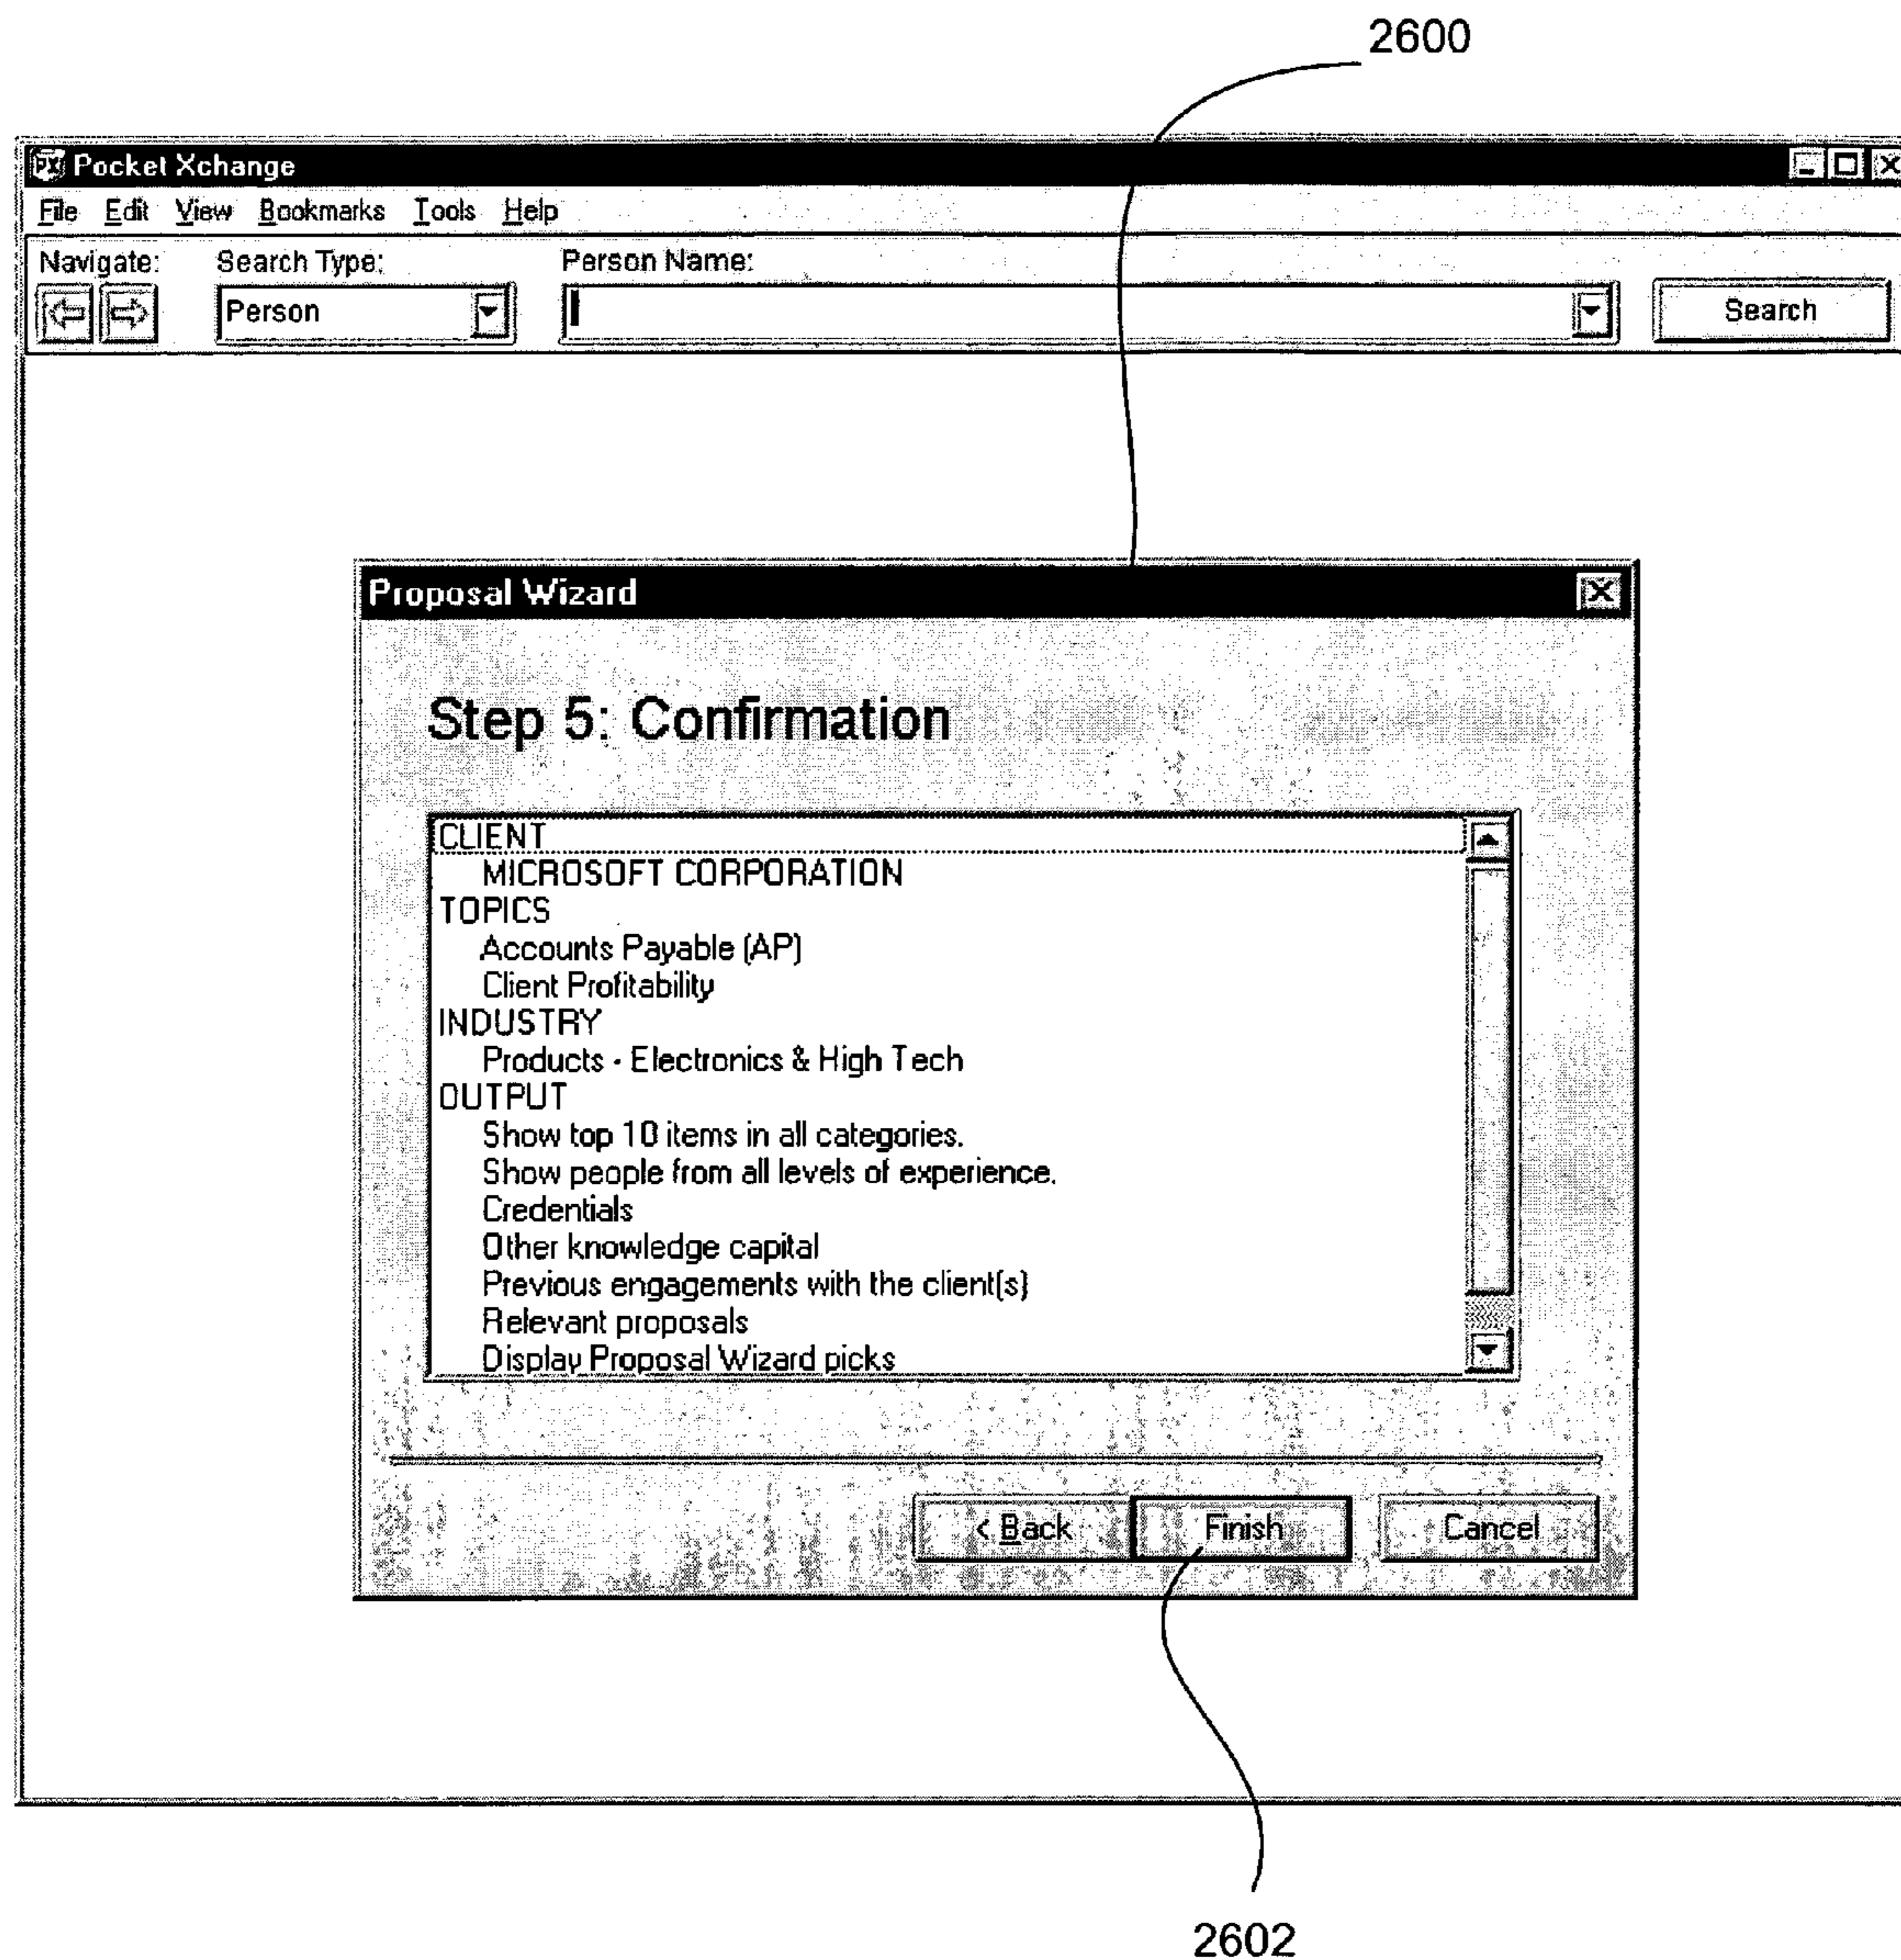 2600
Pocket Xchange
File Edit View Bookmarks Tools Help
Navigate: Search Type: Person Name:
Person Search
Proposal Wizard
Step 5: Confirmation
CLIENT
MICROSOFT CORPORATION
TOPICS
Accounts Payable (AP)
Client Profitability
INDUSTRY
Products - Electronics & High Tech
OUTPUT
Show top 10 items in all categories.
Show people from all levels of experience.
Credentials
Other knowledge capital
Previous engagements with the client(s)
Relevant proposals
Display Proposal Wizard picks
< Back Finish Cancel
2602